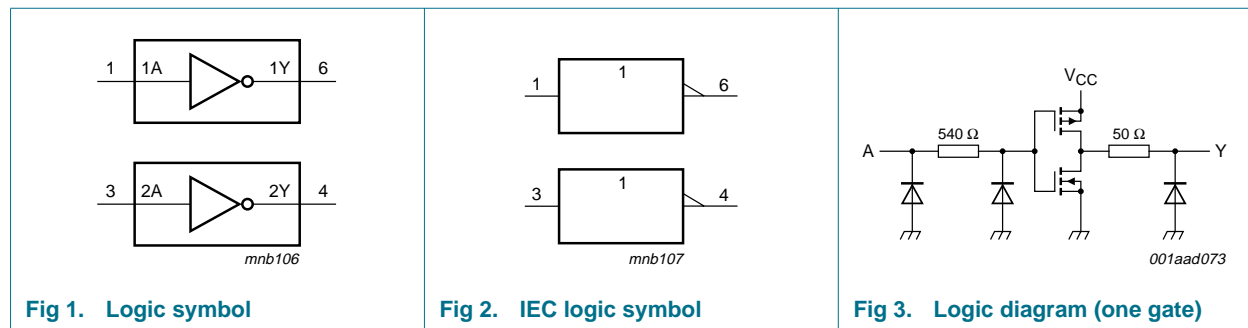 1 1A 1Y 6
3 2A 2Y 4
mnb106
Fig 1. Logic symbol
1 1 6
3 1 4
mnb107
Fig 2. IEC logic symbol
VCC
540 Ω 50 Ω
A Y
001aad073
Fig 3. Logic diagram (one gate)